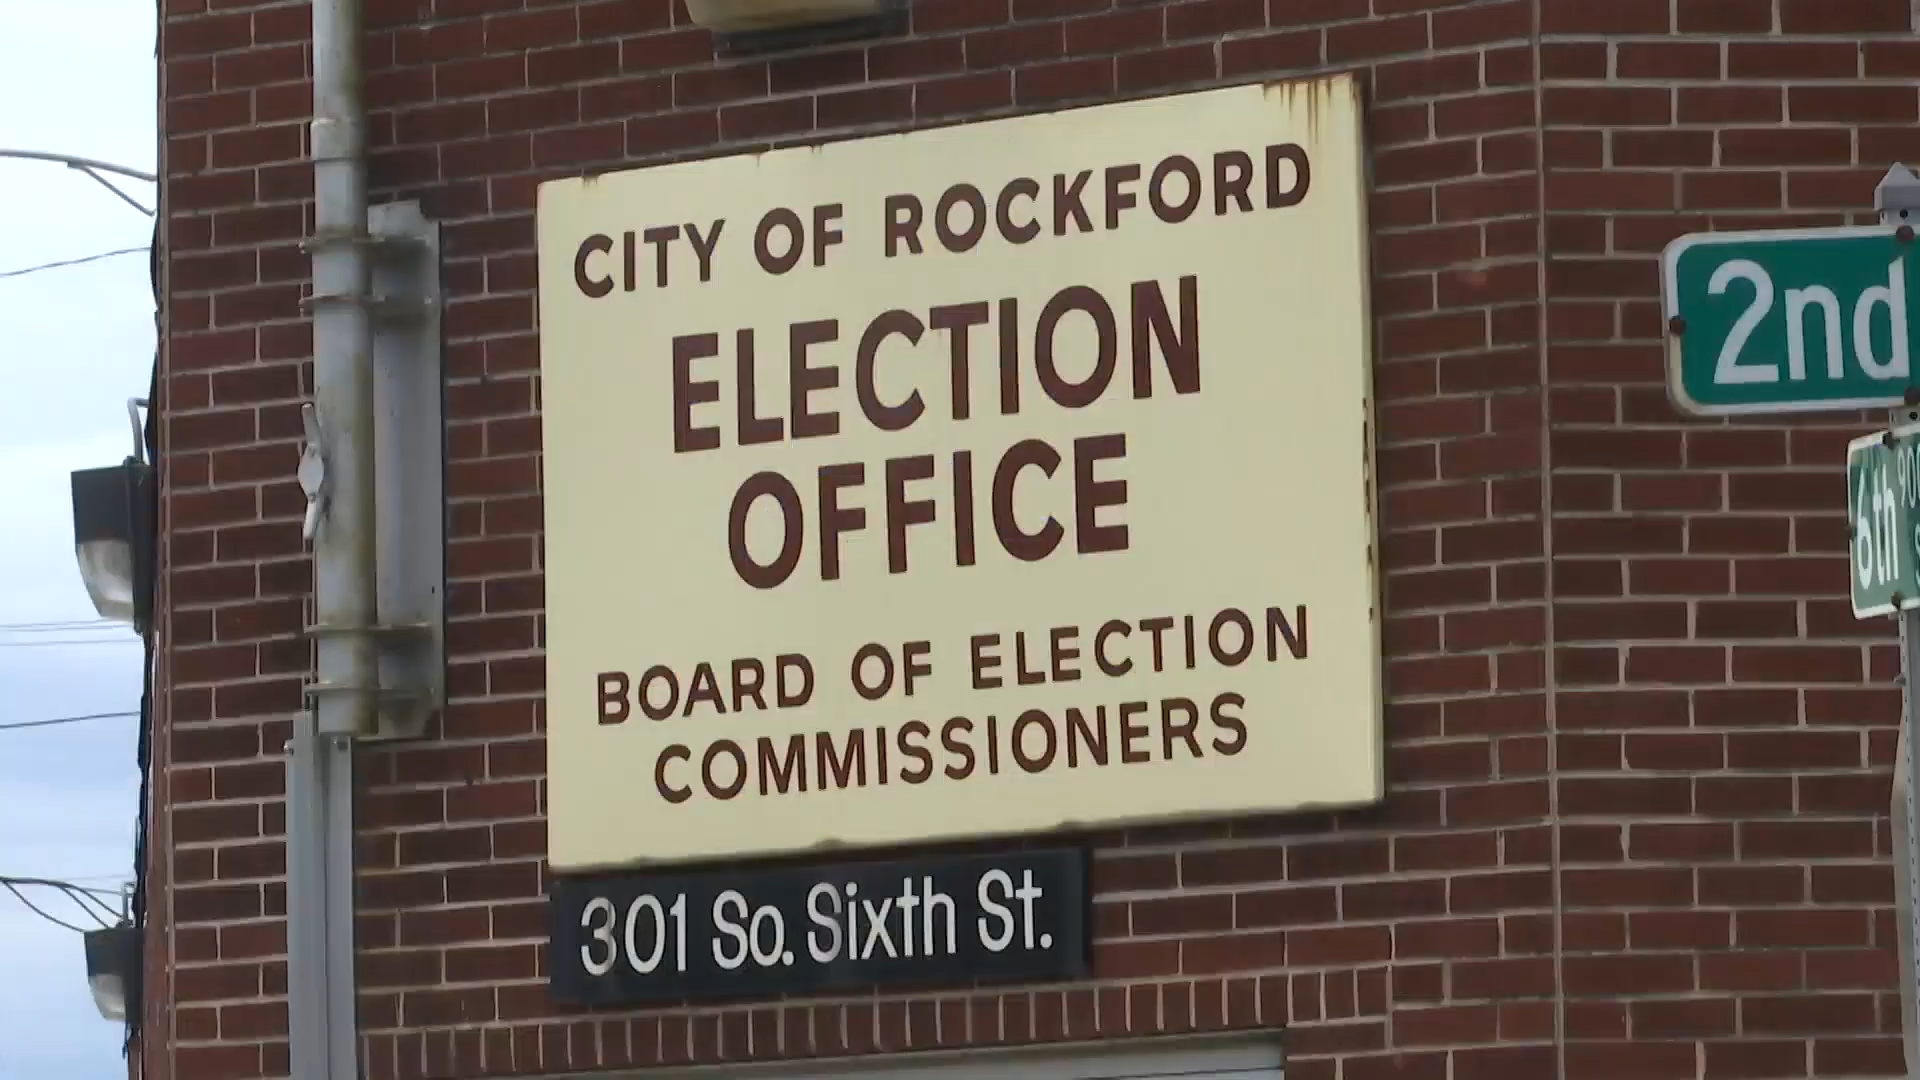 CITY OF ROCKFORD
ELECTION
OFFICE
BOARD OF ELECTION
COMMISSIONERS
301 So. Sixth St.
2nd
6th